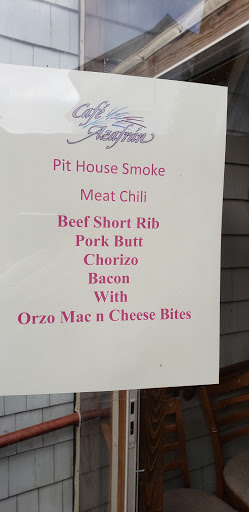 Café
Azafrán
Pit House Smoke
Meat Chili
Beef Short Rib
Pork Butt
Chorizo
Bacon
With
Orzo Mac n Cheese Bites